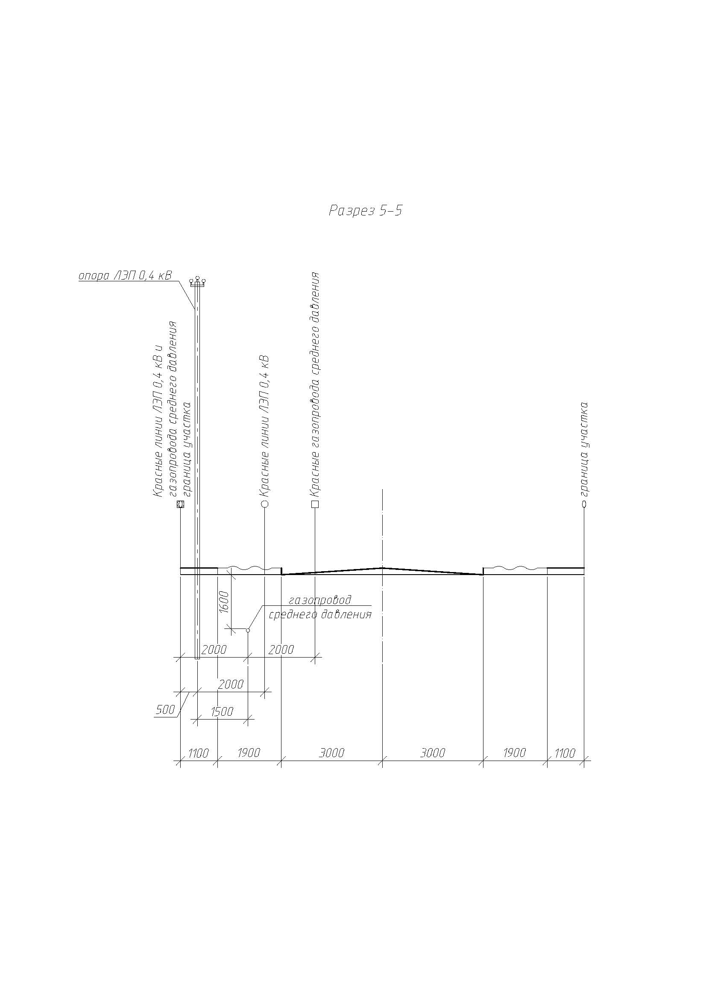 Разрез 5-5
опора ЛЭП 0,4 кВ
Красные линии ЛЭП 0,4 кВ и
газопровода среднего давления
граница участка
Красные линии ЛЭП 0,4 кВ
Красные газопровода среднего давления
граница участка
1600
газопровод
среднего давления
2000
2000
2000
500
1500
1100
1900
3000
3000
1900
1100